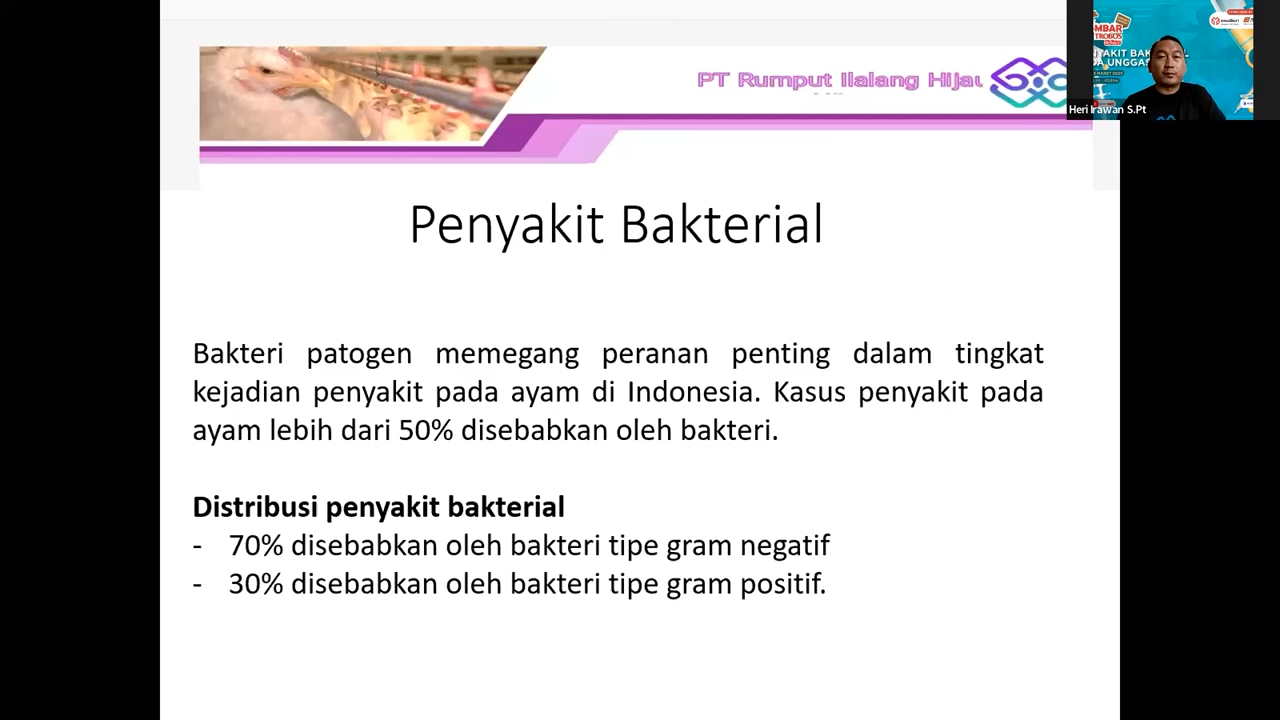 PT Rumput Ilalang Hijau
Heri Irawan S.Pt
Penyakit Bakterial
Bakteri patogen memegang peranan penting dalam tingkat
kejadian penyakit pada ayam di Indonesia. Kasus penyakit pada
ayam lebih dari 50% disebabkan oleh bakteri.
Distribusi penyakit bakterial
- 70% disebabkan oleh bakteri tipe gram negatif
- 30% disebabkan oleh bakteri tipe gram positif.